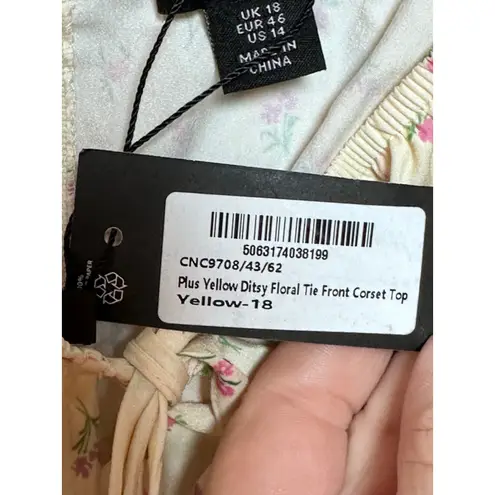 UK 18
EUR 46
US 14
MADE IN
CHINA
5063174038199
CNC9708/43/62
Plus Yellow Ditsy Floral Tie Front Corset Top
Yellow-18
PAPER